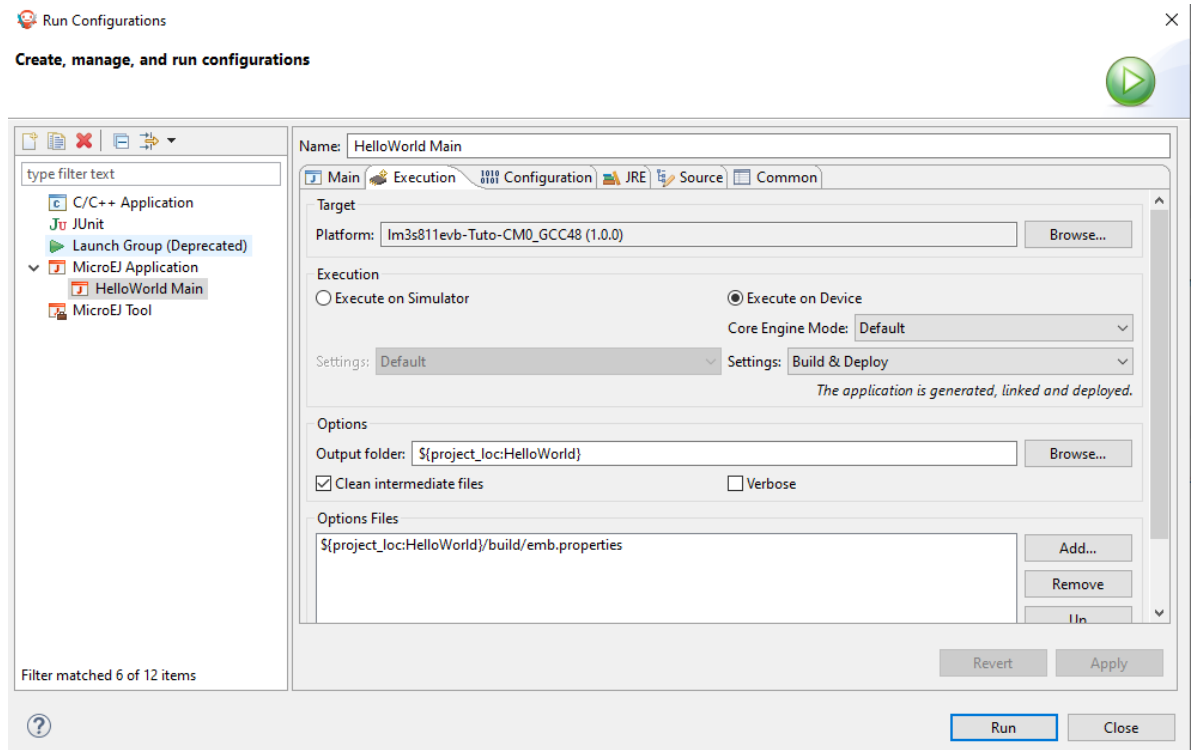 Run Configurations
Create, manage, and run configurations
type filter text
C/C++ Application
JUnit
Launch Group (Deprecated)
MicroEJ Application
HelloWorld Main
MicroEJ Tool
Filter matched 6 of 12 items
Name: HelloWorld Main
Main Execution Configuration JRE Source Common
Target
Platform: lm3s811evb-Tuto-CM0_GCC48 (1.0.0) Browse...
Execution
Execute on Simulator Execute on Device
Core Engine Mode: Default
Settings: Default Settings: Build & Deploy
The application is generated, linked and deployed.
Options
Output folder: ${project_loc:HelloWorld} Browse...
Clean intermediate files Verbose
Options Files
${project_loc:HelloWorld}/build/emb.properties Add...
Remove
Up
Revert Apply
Run Close